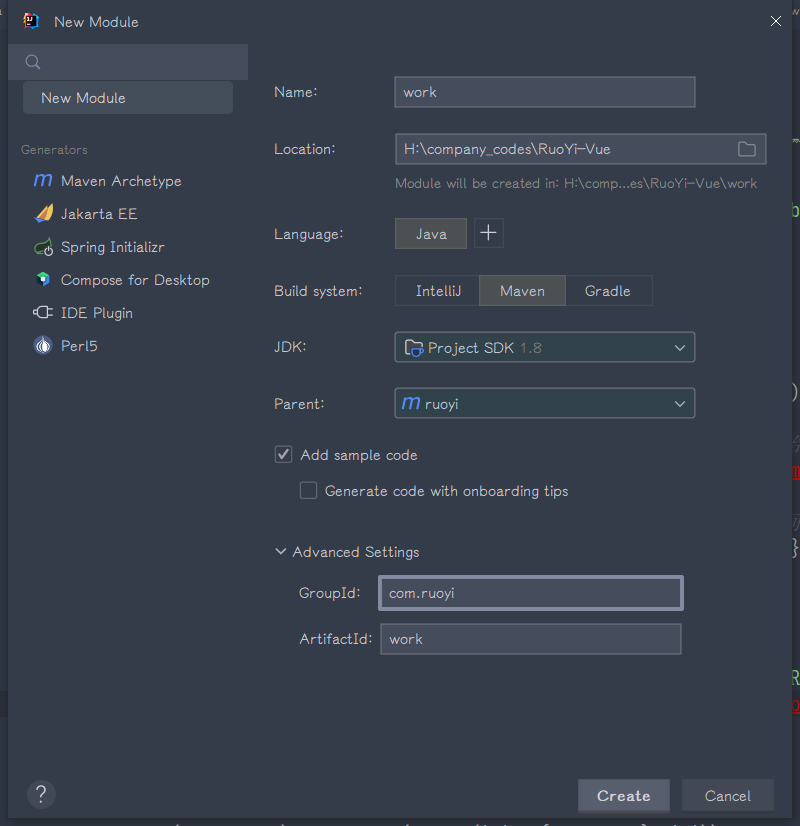 New Module
New Module
Generators
Maven Archetype
Jakarta EE
Spring Initializr
Compose for Desktop
IDE Plugin
Perl5
Name: work
Location: H:\company_codes\RuoYi-Vue
Module will be created in: H:\comp...es\RuoYi-Vue\work
Language: Java
Build system: IntelliJ Maven Gradle
JDK: Project SDK 1.8
Parent: m ruoyi
Add sample code
Generate code with onboarding tips
Advanced Settings
GroupId: com.ruoyi
ArtifactId: work
? Create Cancel